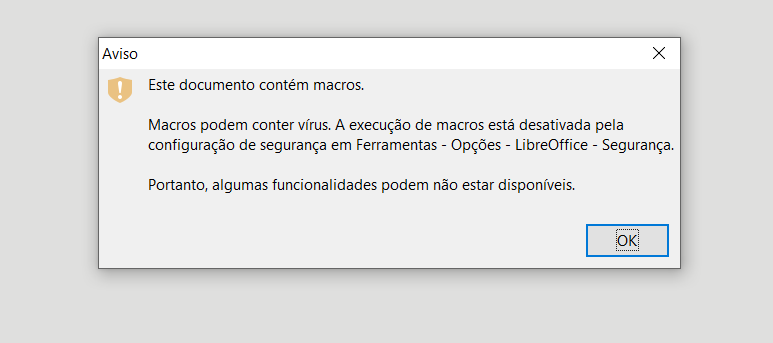 Aviso
Este documento contém macros.
Macros podem conter vírus. A execução de macros está desativada pela
configuração de segurança em Ferramentas - Opções - LibreOffice - Segurança.
Portanto, algumas funcionalidades podem não estar disponíveis.
OK